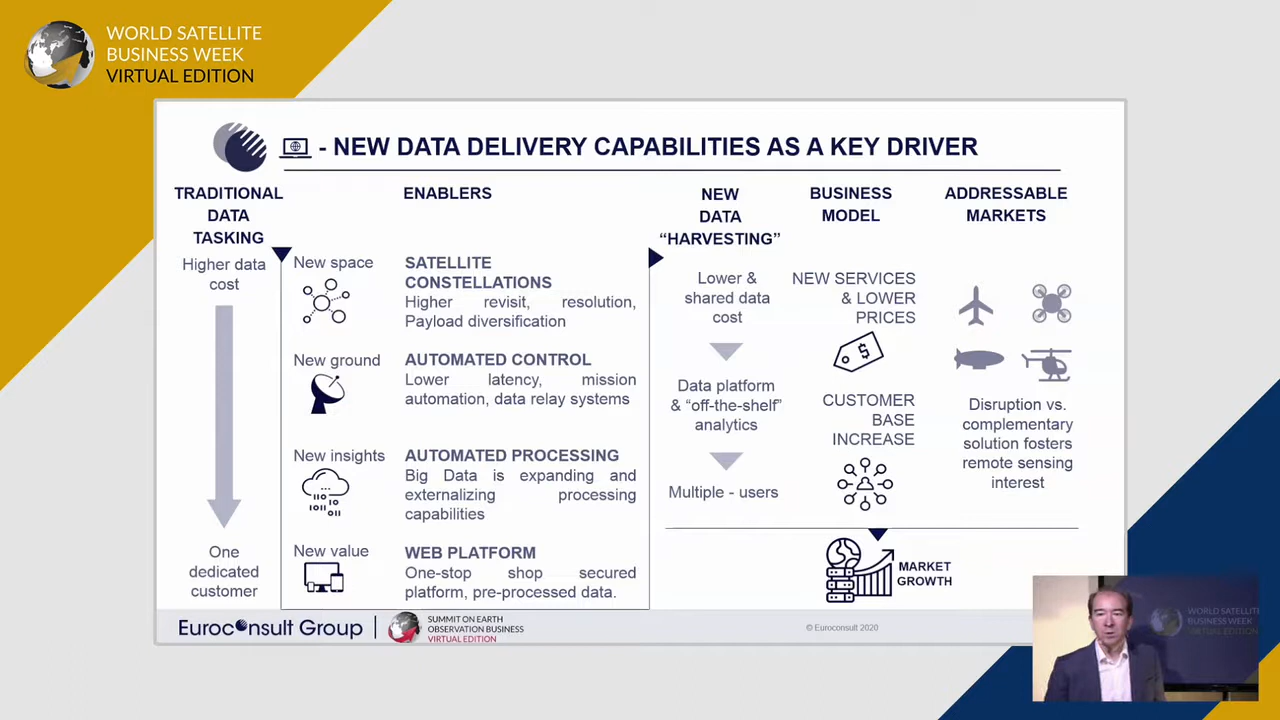 WORLD SATELLITE
BUSINESS WEEK
VIRTUAL EDITION
- NEW DATA DELIVERY CAPABILITIES AS A KEY DRIVER
TRADITIONAL
DATA
TASKING
Higher data
cost
One
dedicated
customer
ENABLERS
New space
SATELLITE
CONSTELLATIONS
Higher revisit, resolution,
Payload diversification
New ground
AUTOMATED CONTROL
Lower latency, mission
automation, data relay systems
New insights
AUTOMATED PROCESSING
Big Data is expanding and
externalizing processing
capabilities
New value
WEB PLATFORM
One-stop shop secured
platform, pre-processed data.
NEW
DATA
“HARVESTING”
Lower &
shared data
cost
Data platform
& “off-the-shelf”
analytics
Multiple - users
BUSINESS
MODEL
NEW SERVICES
& LOWER
PRICES
$
CUSTOMER
BASE
INCREASE
ADDRESSABLE
MARKETS
Disruption vs.
complementary
solution fosters
remote sensing
interest
MARKET
GROWTH
Euroconsult Group
SUMMIT ON EARTH
OBSERVATION BUSINESS
VIRTUAL EDITION
© Euroconsult 2020
WORLD SATELLITE
BUSINESS WEEK
VIRTUAL EDITION